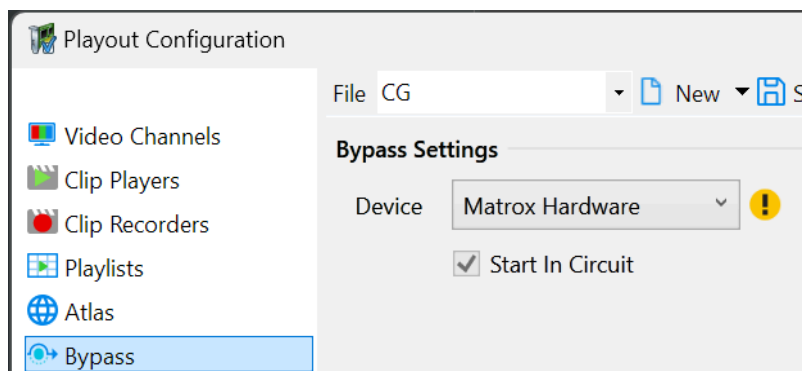 Playout Configuration
File CG New S
Video Channels
Bypass Settings
Clip Players
Device Matrox Hardware
Clip Recorders
Start In Circuit
Playlists
Atlas
Bypass